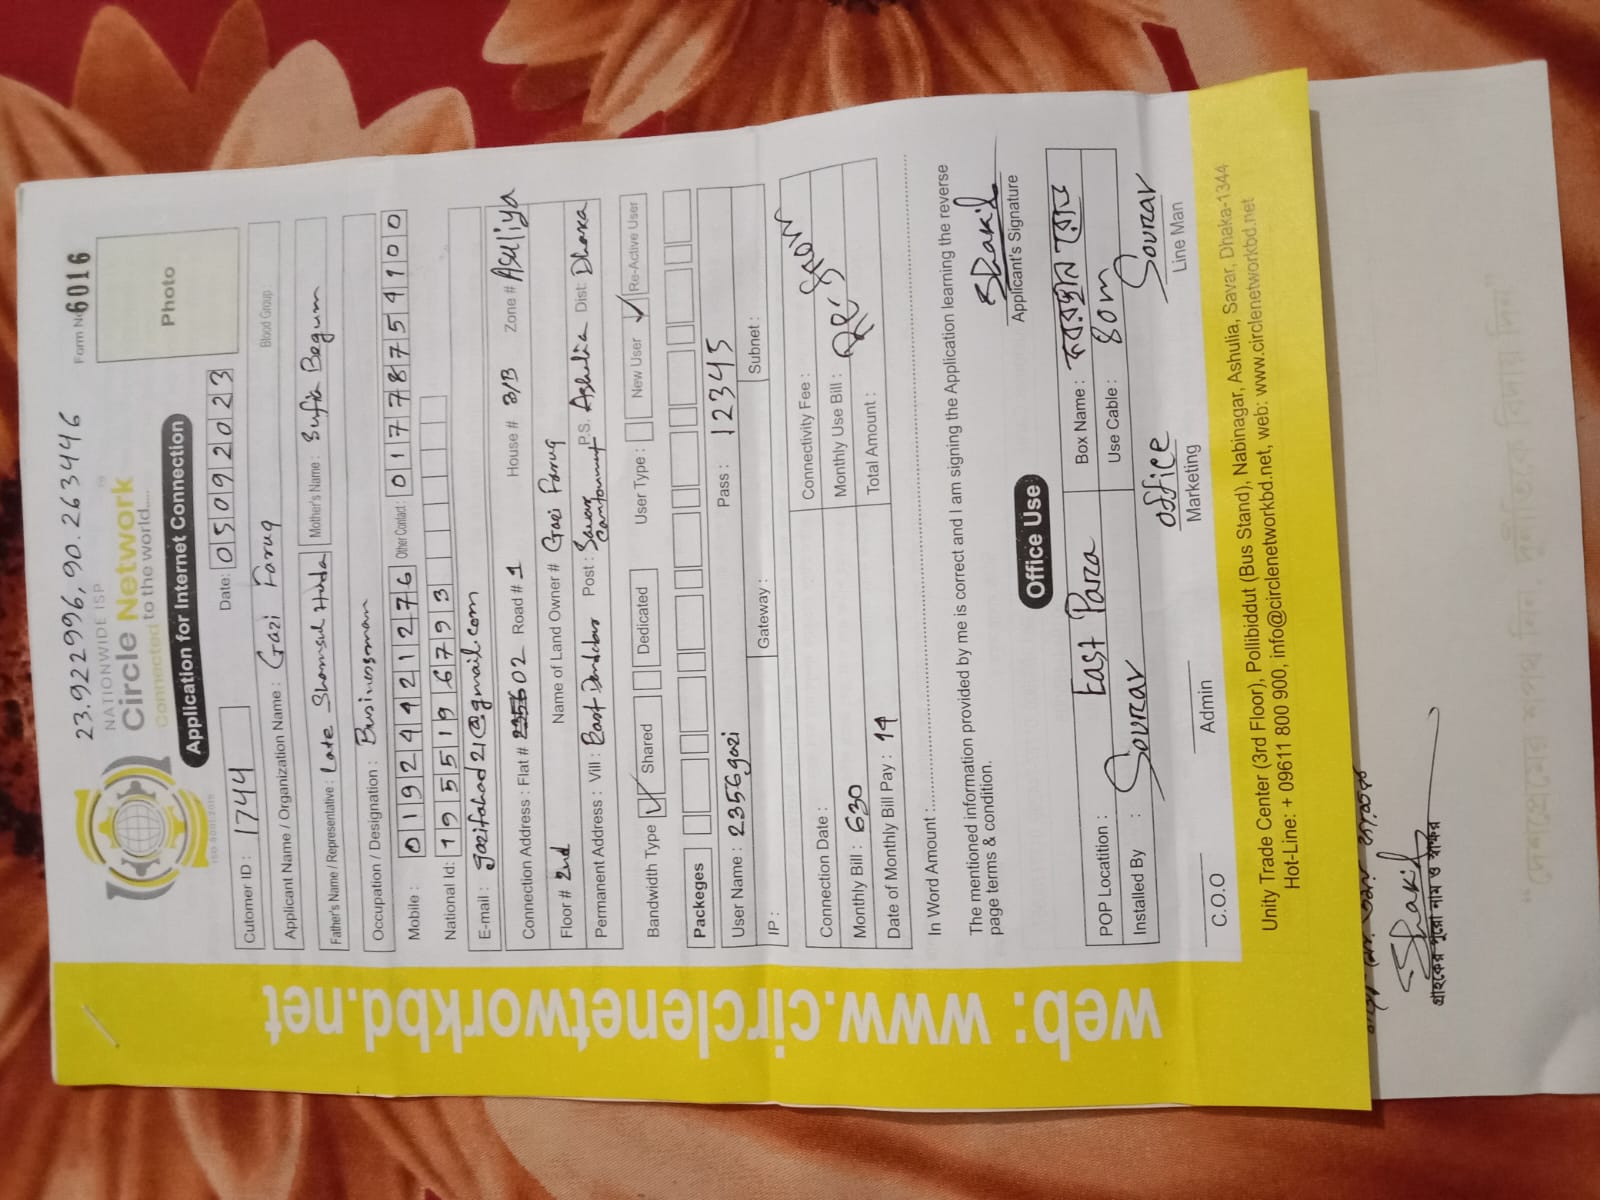 23.922996, 90.263446
Form No 6016
NATIONWIDE ISP
Circle Network
Connected to the world....
ISO 9001:2015
Application for Internet Connection
Photo
Cutomer ID : 1744
Date: 05092023
Applicant Name / Organization Name : Gazi Faruq
Blood Group
Father's Name / Representative : Late Shamsul Huda Mother's Name : Sufia Begum
Occupation / Designation : Businessman
Mobile : 01924421276 Other Contact : 01778754100
National Id: 1955196793
E-mail : gazifahad21@gmail.com
Connection Address : Flat # 02 Road # 1 House # 3/B Zone # Asuliya
Floor # 2nd Name of Land Owner # Gazi Faruq
Permanent Address : Vill : East Dendabor Post : Savar Cantonment P.S. Ashulia Dist: Dhaka
Bandwidth Type Shared Dedicated User Type : New User Re-Active User
Packeges
User Name : 2356gazi Pass : 12345
IP : Gateway : Subnet :
Connection Date : Connectivity Fee :
Monthly Bill : 630 Monthly Use Bill :
Date of Monthly Bill Pay : 14 Total Amount :
In Word Amount :
The mentioned information provided by me is correct and I am signing the Application learning the reverse
page terms & condition.
Shakil
Applicant's Signature
Office Use
POP Locatition : East Para Box Name :
Installed By : Sourav Use Cable : 80m
office Sourav
C.O.O Admin Marketing Line Man
Unity Trade Center (3rd Floor), Pollibiddut (Bus Stand), Nabinagar, Ashulia, Savar, Dhaka-1344
Hot-Line: + 09611 800 900, info@circlenetworkbd.net, web: www.circlenetworkbd.net
web: www.circlenetworkbd.net
Shakil
গ্রাহকের পুরো নাম ও স্বাক্ষর